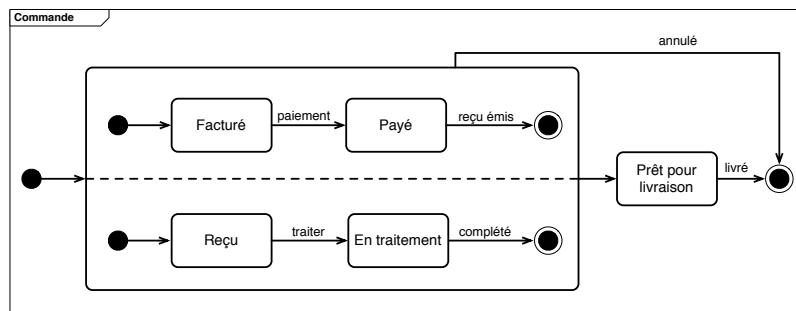 Commande
annulé
Facturé
paiement
Payé
reçu émis
Prêt pour
livraison
livré
Reçu
traiter
En traitement
complété